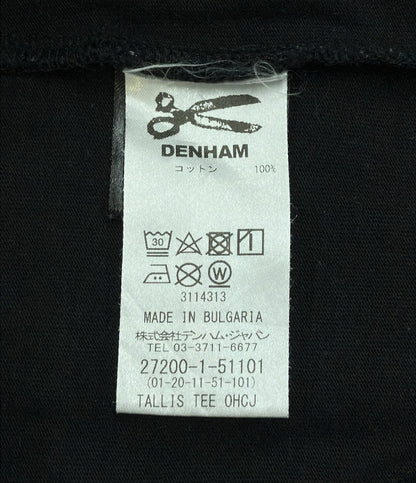 DENHAM
コットン 100%
30
W
3114313
MADE IN BULGARIA
株式会社デンハム・ジャパン
TEL 03-3711-6677
27200-1-51101
(01-20-11-51-101)
TALLIS TEE OHCJ